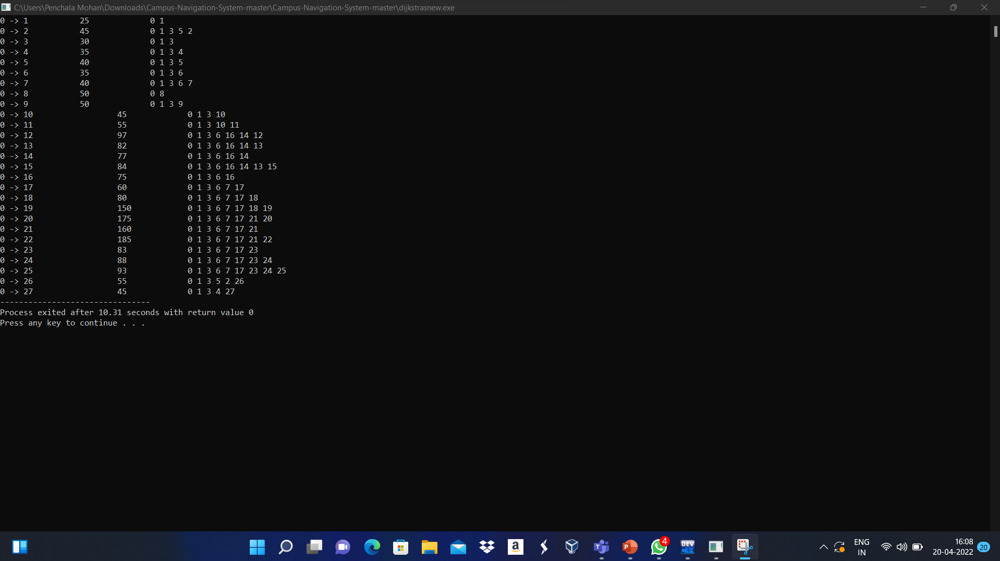 C:\Users\Penchala Mohan\Downloads\Campus-Navigation-System-master\Campus-Navigation-System-master\dijkstrasnew.exe
0 -> 1 25 0 1
0 -> 2 45 0 1 3 5 2
0 -> 3 30 0 1 3
0 -> 4 35 0 1 3 4
0 -> 5 40 0 1 3 5
0 -> 6 35 0 1 3 6
0 -> 7 40 0 1 3 6 7
0 -> 8 50 0 8
0 -> 9 50 0 1 3 9
0 -> 10 45 0 1 3 10
0 -> 11 55 0 1 3 10 11
0 -> 12 97 0 1 3 6 16 14 12
0 -> 13 82 0 1 3 6 16 14 13
0 -> 14 77 0 1 3 6 16 14
0 -> 15 84 0 1 3 6 16 14 13 15
0 -> 16 75 0 1 3 6 16
0 -> 17 60 0 1 3 6 7 17
0 -> 18 80 0 1 3 6 7 17 18
0 -> 19 150 0 1 3 6 7 17 18 19
0 -> 20 175 0 1 3 6 7 17 21 20
0 -> 21 160 0 1 3 6 7 17 21
0 -> 22 185 0 1 3 6 7 17 21 22
0 -> 23 83 0 1 3 6 7 17 23
0 -> 24 88 0 1 3 6 7 17 23 24
0 -> 25 93 0 1 3 6 7 17 23 24 25
0 -> 26 55 0 1 3 5 2 26
0 -> 27 45 0 1 3 4 27
--------------------------------
Process exited after 10.31 seconds with return value 0
Press any key to continue . . .
a
T
P
4
DEV
C++
ENG
IN
16:08
20-04-2022
20